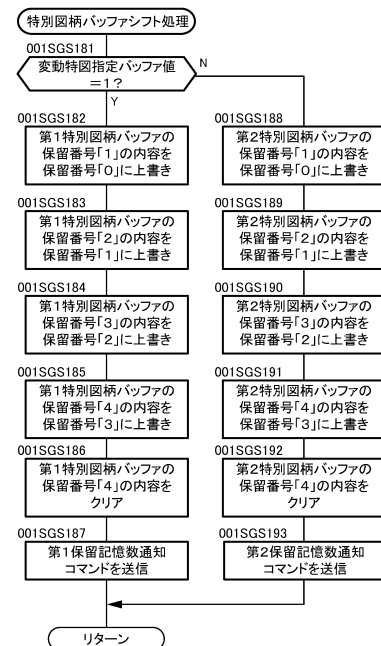 特別図柄バッファシフト処理
001SGS181
変動特図指定バッファ値
＝1？
N
Y
001SGS182
第1特別図柄バッファの
保留番号「1」の内容を
保留番号「0」に上書き
001SGS183
第1特別図柄バッファの
保留番号「2」の内容を
保留番号「1」に上書き
001SGS184
第1特別図柄バッファの
保留番号「3」の内容を
保留番号「2」に上書き
001SGS185
第1特別図柄バッファの
保留番号「4」の内容を
保留番号「3」に上書き
001SGS186
第1特別図柄バッファの
保留番号「4」の内容を
クリア
001SGS187
第1保留記憶数通知
コマンドを送信
001SGS188
第2特別図柄バッファの
保留番号「1」の内容を
保留番号「0」に上書き
001SGS189
第2特別図柄バッファの
保留番号「2」の内容を
保留番号「1」に上書き
001SGS190
第2特別図柄バッファの
保留番号「3」の内容を
保留番号「2」に上書き
001SGS191
第2特別図柄バッファの
保留番号「4」の内容を
保留番号「3」に上書き
001SGS192
第2特別図柄バッファの
保留番号「4」の内容を
クリア
001SGS193
第2保留記憶数通知
コマンドを送信
リターン